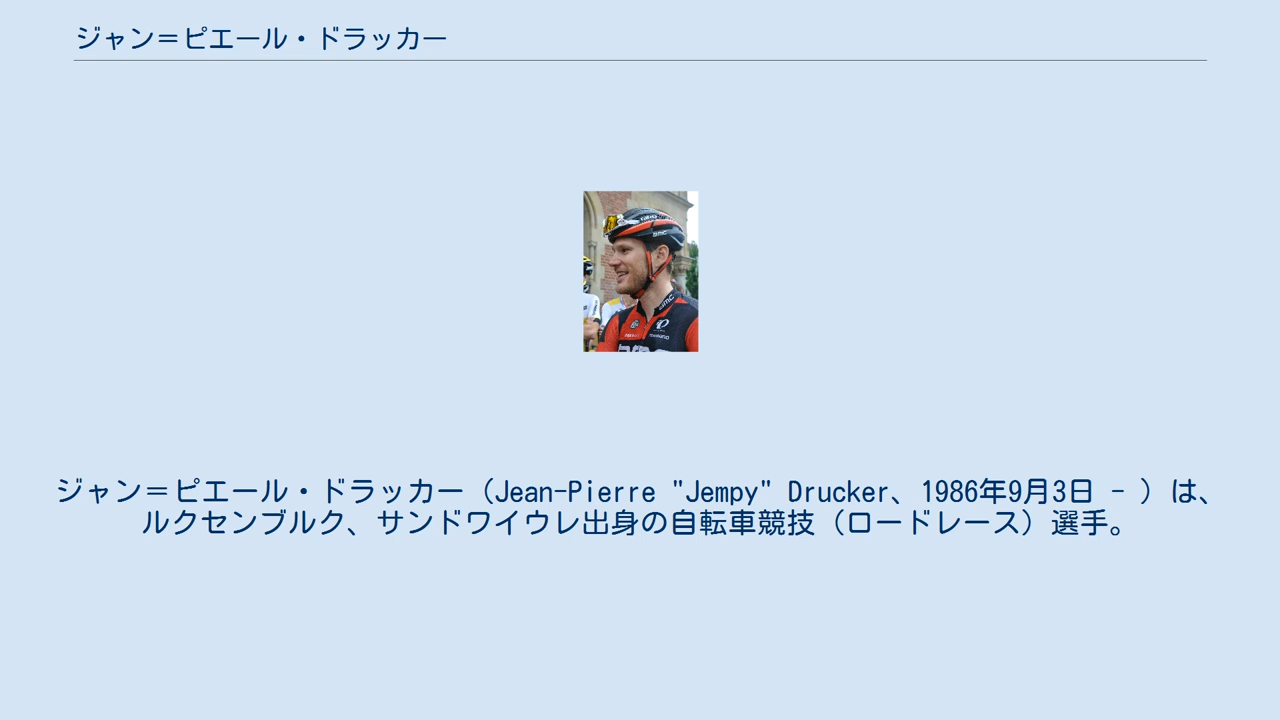 ジャン＝ピエール・ドラッカー
ジャン＝ピエール・ドラッカー（Jean-Pierre "Jempy" Drucker、1986年9月3日 - ）は、
ルクセンブルク、サンドワイウレ出身の自転車競技（ロードレース）選手。